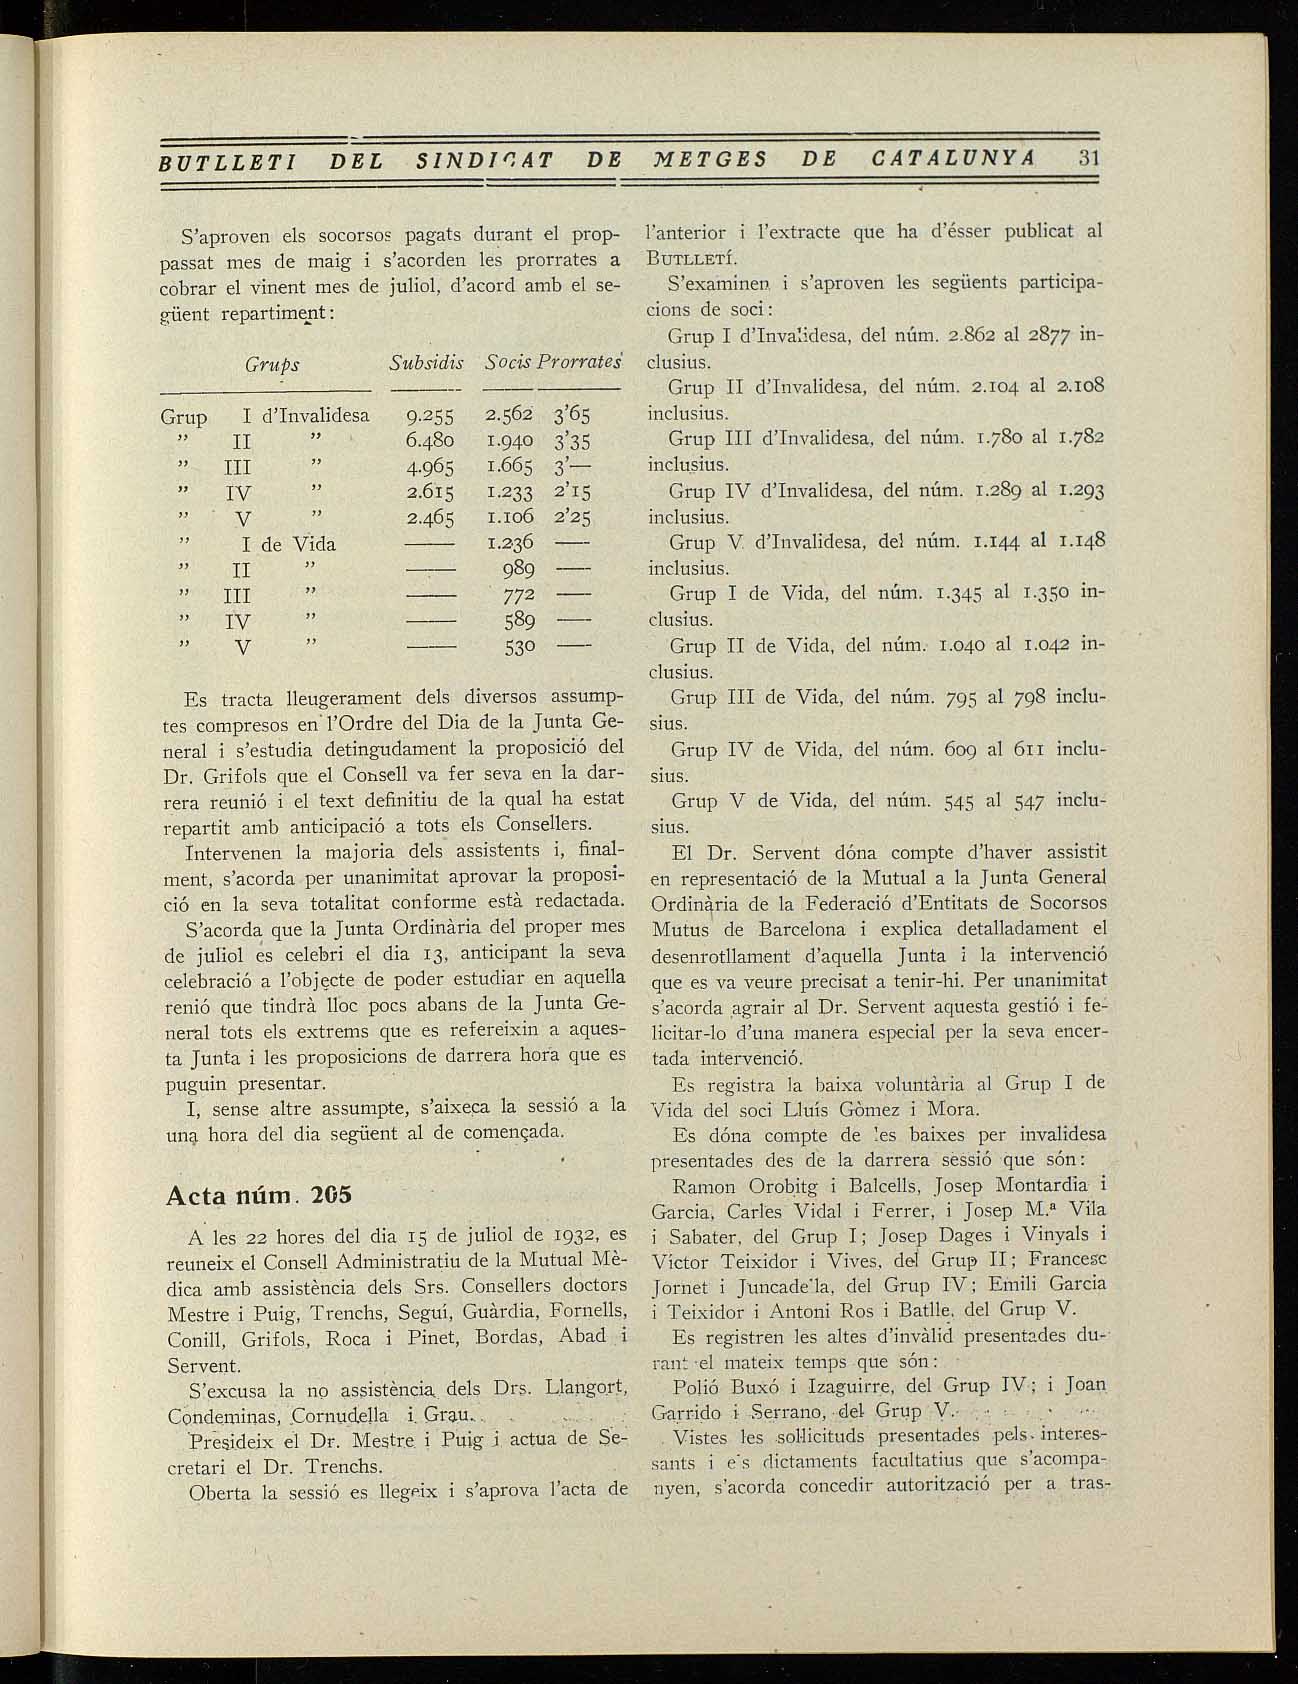 BUTLLETI DEL SINDICAT DE METGES DE CATALUNYA 31
S'aproven els socorsos pagats durant el prop-
passat mes de maig i s'acorden les prorrates a
cobrar el vinent mes de juliol, d'acord amb el se-
güent repartiment:
Grups Subsidis Socis Prorrates
Grup I d'Invalidesa 9.255 2.562 3'65
" II " 6.480 1.940 3'35
" III " 4.965 1.665 3'—
" IV " 2.615 1.233 2'15
" V " 2.465 1.106 2'25
" I de Vida —— 1.236 ——
" II " —— 989 ——
" III " —— 772 ——
" IV " —— 589 ——
" V " —— 530 ——
Es tracta lleugerament dels diversos assump-
tes compresos en l'Ordre del Dia de la Junta Ge-
neral i s'estudia detingudament la proposició del
Dr. Grifols que el Consell va fer seva en la dar-
rera reunió i el text definitiu de la qual ha estat
repartit amb anticipació a tots els Consellers.
Intervenen la majoria dels assistents i, final-
ment, s'acorda per unanimitat aprovar la proposi-
ció en la seva totalitat conforme està redactada.
S'acorda que la Junta Ordinària del proper mes
de juliol és celebri el dia 13, anticipant la seva
celebració a l'objecte de poder estudiar en aquella
renió que tindrà lloc pocs abans de la Junta Ge-
neral tots els extrems que es refereixin a aques-
ta Junta i les proposicions de darrera hora que es
puguin presentar.
I, sense altre assumpte, s'aixeca la sessió a la
una hora del dia següent al de començada.
Acta núm. 205
A les 22 hores del dia 15 de juliol de 1932, es
reuneix el Consell Administratiu de la Mutual Mè-
dica amb assistència dels Srs. Consellers doctors
Mestre i Puig, Trenchs, Seguí, Guàrdia, Fornells,
Conill, Grifols, Roca i Pinet, Bordas, Abad i
Servent.
S'excusa la no assistència dels Drs. Llangort,
Condeminas, Cornudella i Grau.
Presideix el Dr. Mestre i Puig i actua de Se-
cretari el Dr. Trenchs.
Oberta la sessió es llegeix i s'aprova l'acta de
l'anterior i l'extracte que ha d'ésser publicat al
BUTLLETÍ.
S'examinen i s'aproven les següents participa-
cions de soci:
Grup I d'Invalidesa, del núm. 2.862 al 2877 in-
clusius.
Grup II d'Invalidesa, del núm. 2.104 al 2.108
inclusius.
Grup III d'Invalidesa, del núm. 1.780 al 1.782
inclusius.
Grup IV d'Invalidesa, del núm. 1.289 al 1.293
inclusius.
Grup V d'Invalidesa, del núm. 1.144 al 1.148
inclusius.
Grup I de Vida, del núm. 1.345 al 1.350 in-
clusius.
Grup II de Vida, del núm. 1.040 al 1.042 in-
clusius.
Grup III de Vida, del núm. 795 al 798 inclu-
sius.
Grup IV de Vida, del núm. 609 al 611 inclu-
sius.
Grup V de Vida, del núm. 545 al 547 inclu-
sius.
El Dr. Servent dóna compte d'haver assistit
en representació de la Mutual a la Junta General
Ordinària de la Federació d'Entitats de Socorsos
Mutus de Barcelona i explica detalladament el
desenrotllament d'aquella Junta i la intervenció
que es va veure precisat a tenir-hi. Per unanimitat
s'acorda agrair al Dr. Servent aquesta gestió i fe-
licitar-lo d'una manera especial per la seva encer-
tada intervenció.
Es registra la baixa voluntària al Grup I de
Vida del soci Lluís Gòmez i Mora.
Es dóna compte de les baixes per invalidesa
presentades des de la darrera sessió que són:
Ramon Orobitg i Balcells, Josep Montardia i
Garcia, Carles Vidal i Ferrer, i Josep M.ª Vila
i Sabater, del Grup I; Josep Dages i Vinyals i
Víctor Teixidor i Vives, del Grup II; Francesc
Jornet i Juncadella, del Grup IV; Emili Garcia
i Teixidor i Antoni Ros i Batlle, del Grup V.
Es registren les altes d'invàlid presentades du-
rant el mateix temps que són:
Polió Buxó i Izaguirre, del Grup IV; i Joan
Garrido i Serrano, del Grup V.
Vistes les sol·licituds presentades pels interes-
sants i els dictaments facultatius que s'acompa-
nyen, s'acorda concedir autorització per a tras-